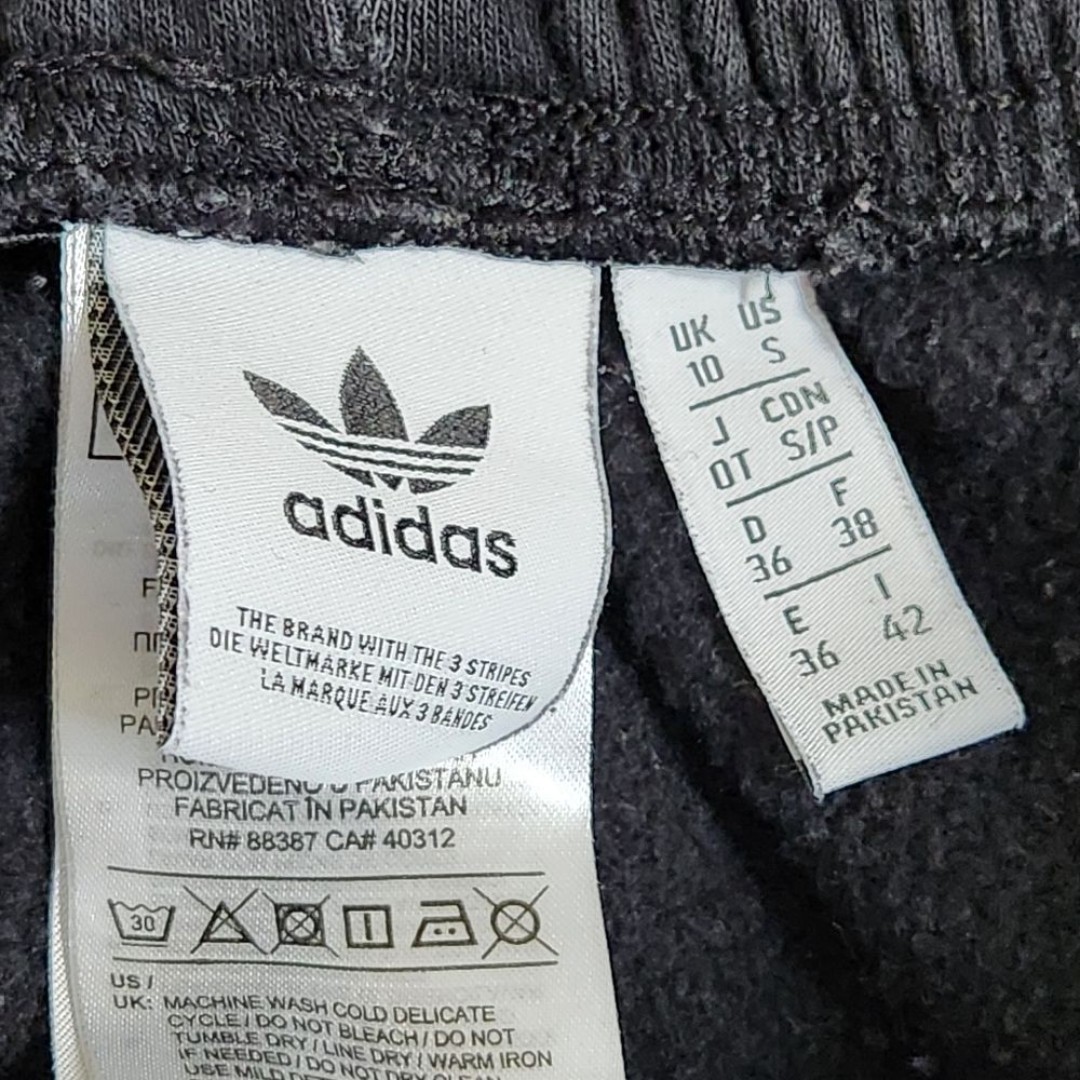 adidas
THE BRAND WITH THE 3 STRIPES
DIE WELTMARKE MIT DEN 3 STREIFEN
LA MARQUE AUX 3 BANDES
UK US
10 S
J CDN
OT S/P
D F
36 38
E I
36 42
MADE IN
PAKISTAN
PROIZVEDENO U PAKISTANU
FABRICAT ÎN PAKISTAN
RN# 88387 CA# 40312
30
US /
UK: MACHINE WASH COLD DELICATE
CYCLE / DO NOT BLEACH / DO NOT
TUMBLE DRY / LINE DRY / WARM IRON
IF NEEDED / DO NOT DRY CLEAN
USE MILD